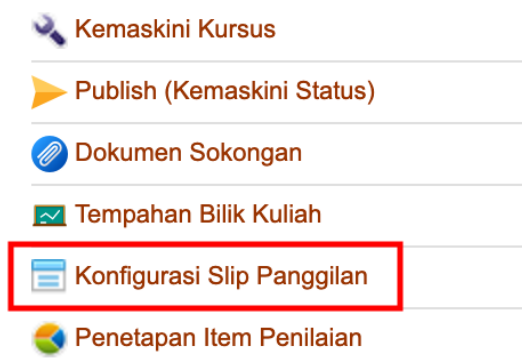 Kemaskini Kursus
Publish (Kemaskini Status)
Dokumen Sokongan
Tempahan Bilik Kuliah
Konfigurasi Slip Panggilan
Penetapan Item Penilaian